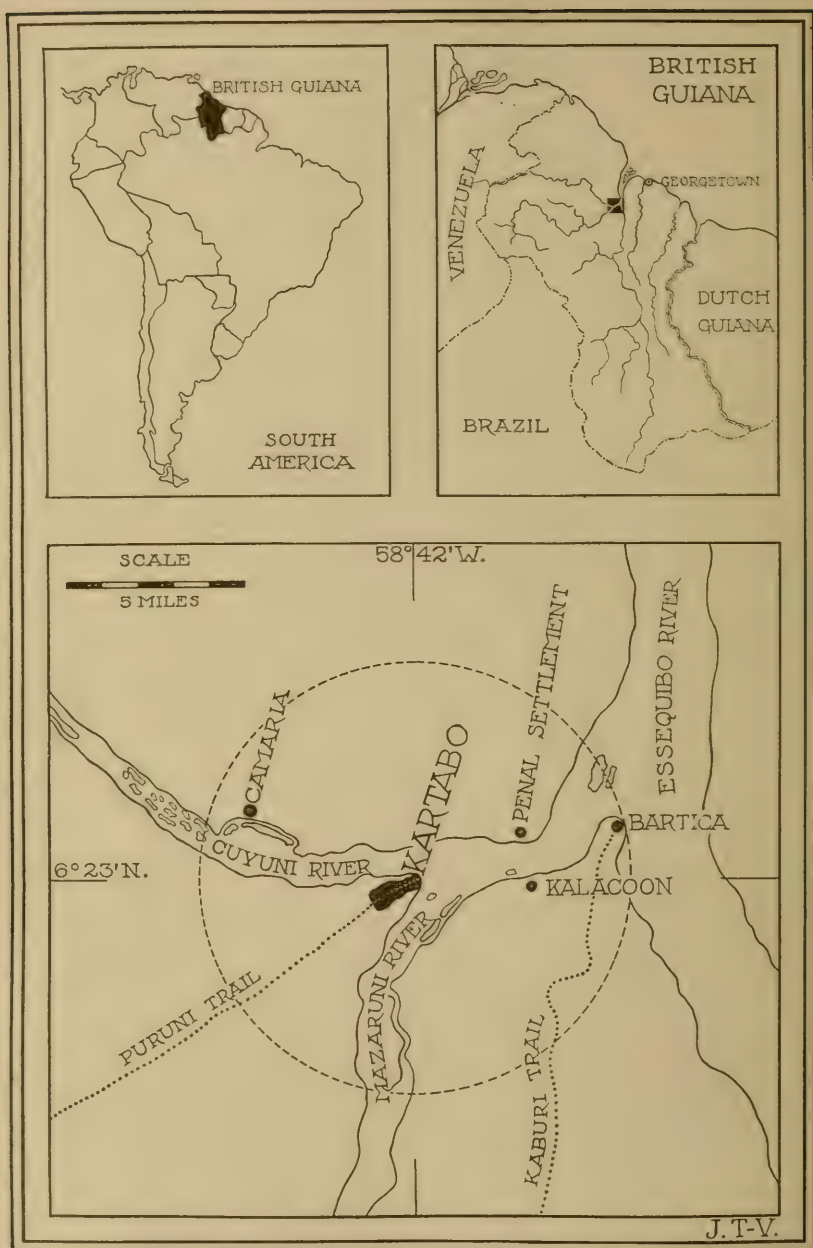 BRITISH GUIANA
SOUTH
AMERICA
BRITISH
GUIANA
VENEZUELA
GEORGETOWN
DUTCH
GUIANA
BRAZIL
SCALE
5 MILES
58°42'W.
PENAL SETTLEMENT
ESSEQUIBO RIVER
CAMARIA
KARTABO
BARTICA
CUYUNI RIVER
6°23'N.
KALACOON
MAZARUNI RIVER
PURUNI TRAIL
KABURI TRAIL
J.T-V.